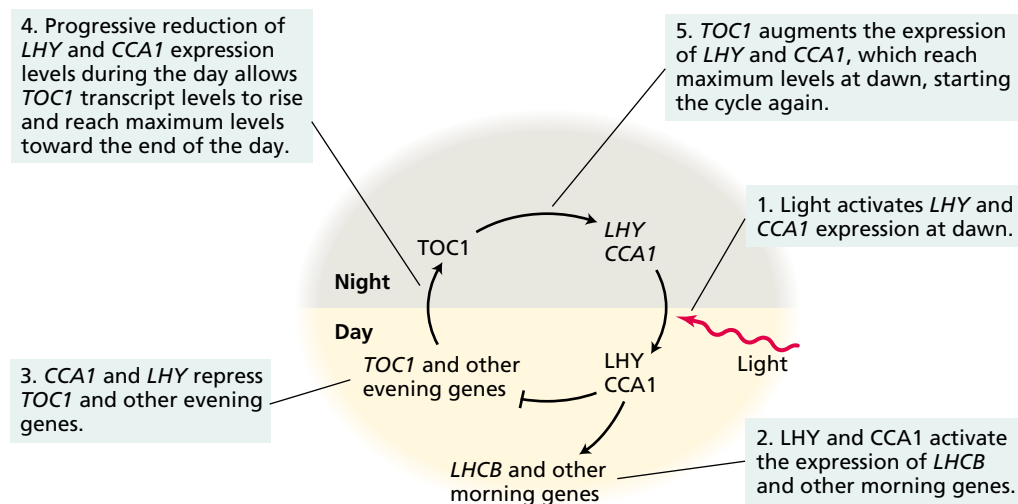 4. Progressive reduction of
LHY and CCA1 expression
levels during the day allows
TOC1 transcript levels to rise
and reach maximum levels
toward the end of the day.
5. TOC1 augments the expression
of LHY and CCA1, which reach
maximum levels at dawn, starting
the cycle again.
1. Light activates LHY and
CCA1 expression at dawn.
TOC1
LHY
CCA1
Night
Day
TOC1 and other
evening genes
LHY
CCA1
Light
3. CCA1 and LHY repress
TOC1 and other evening
genes.
2. LHY and CCA1 activate
the expression of LHCB
and other morning genes.
LHCB and other
morning genes